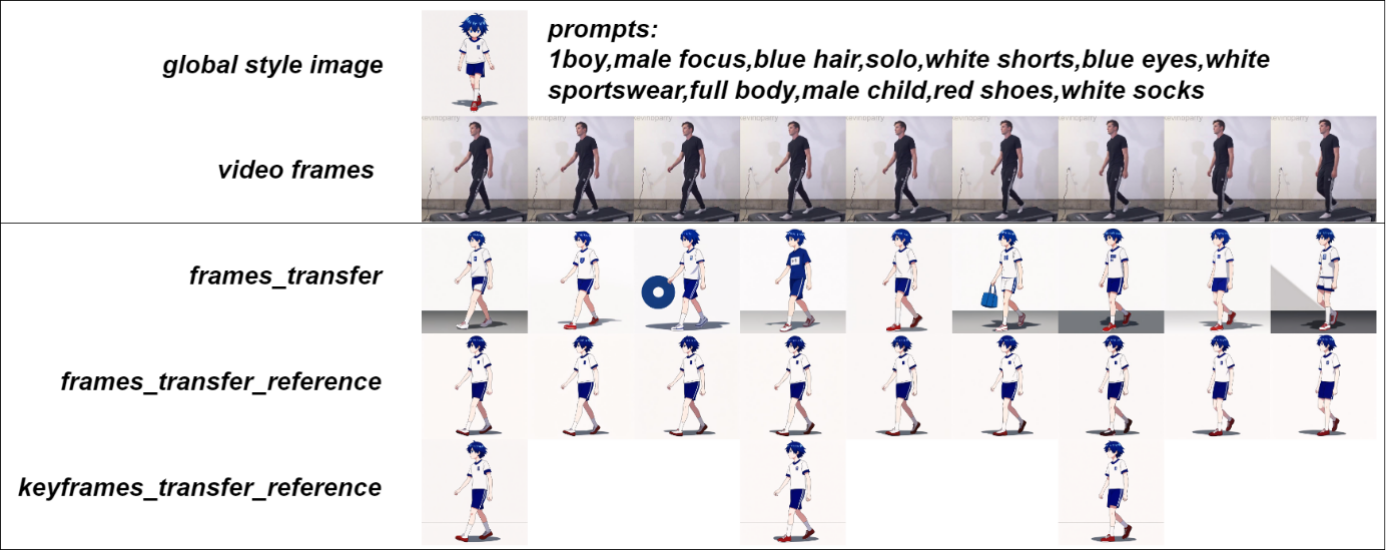 global style image
prompts:
1boy,male focus,blue hair,solo,white shorts,blue eyes,white
sportswear,full body,male child,red shoes,white socks
video frames
frames_transfer
frames_transfer_reference
keyframes_transfer_reference